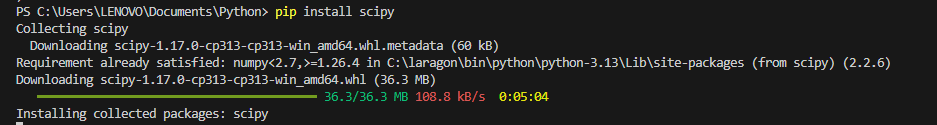 PS C:\Users\LENOVO\Documents\Python> pip install scipy
Collecting scipy
  Downloading scipy-1.17.0-cp313-cp313-win_amd64.whl.metadata (60 kB)
Requirement already satisfied: numpy<2.7,>=1.26.4 in C:\laragon\bin\python\python-3.13\Lib\site-packages (from scipy) (2.2.6)
Downloading scipy-1.17.0-cp313-cp313-win_amd64.whl (36.3 MB)
36.3/36.3 MB 108.8 kB/s 0:05:04
Installing collected packages: scipy